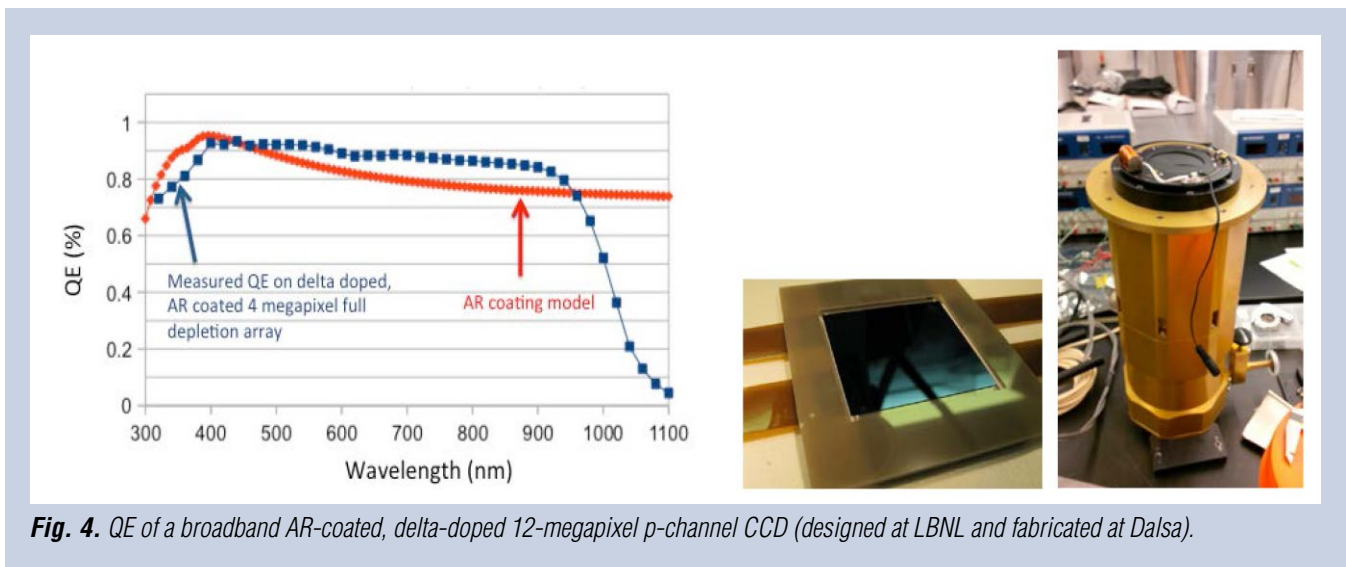 1
0.8
0.6
0.4
0.2
0
QE (%)
Measured QE on delta doped,
AR coated 4 megapixel full
depletion array
AR coating model
300 400 500 600 700 800 900 1000 1100
Wavelength (nm)
Fig. 4. QE of a broadband AR-coated, delta-doped 12-megapixel p-channel CCD (designed at LBNL and fabricated at Dalsa).